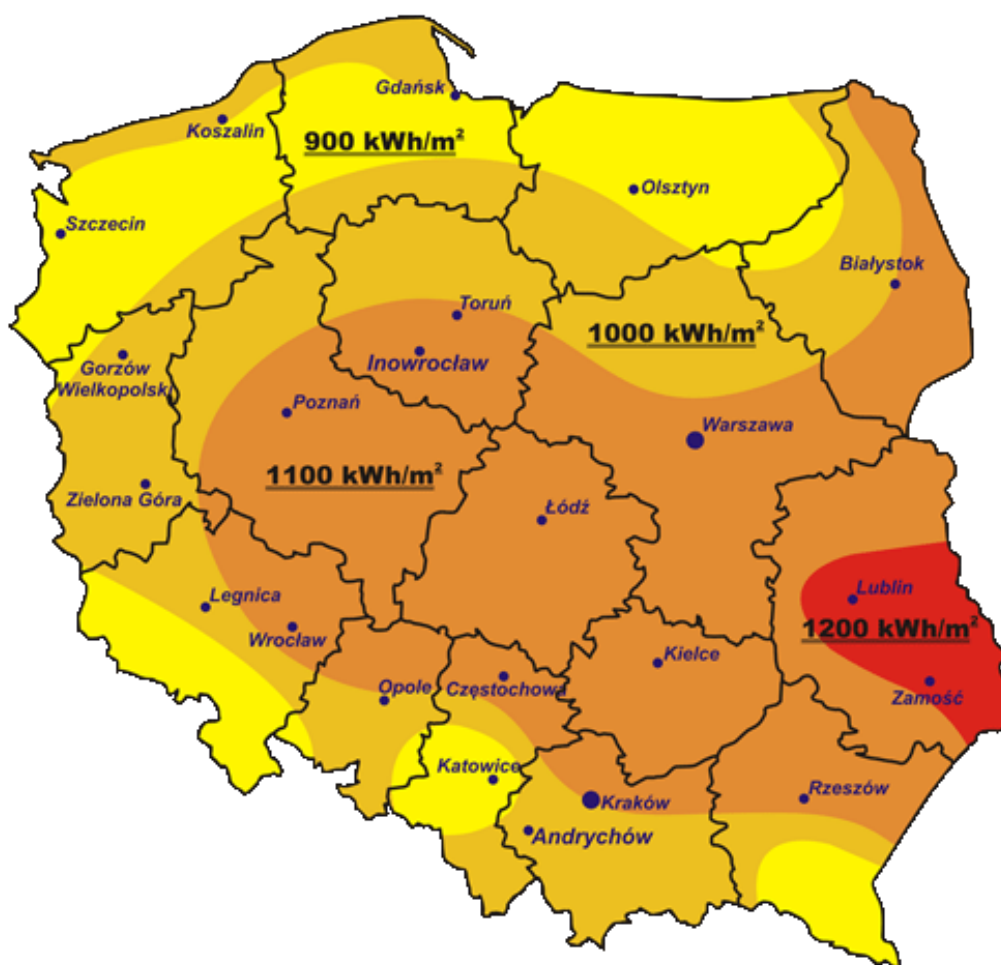 Gdańsk
Koszalin
900 kWh/m²
Olsztyn
Szczecin
Białystok
Toruń
1000 kWh/m²
Gorzów
Wielkopolski
Inowrocław
Poznań
Warszawa
1100 kWh/m²
Zielona Góra
Łódź
Legnica
Lublin
Wrocław
1200 kWh/m²
Kielce
Opole
Częstochowa
Zamość
Katowice
Kraków
Rzeszów
Andrychów